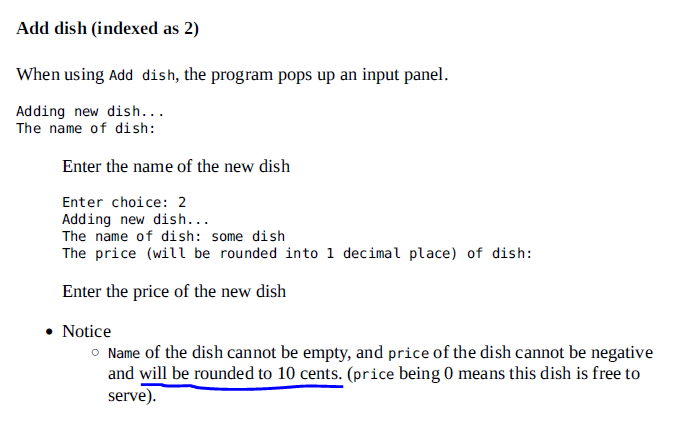 Add dish (indexed as 2)
When using Add dish, the program pops up an input panel.
Adding new dish...
The name of dish:
Enter the name of the new dish
Enter choice: 2
Adding new dish...
The name of dish: some dish
The price (will be rounded into 1 decimal place) of dish:
Enter the price of the new dish
• Notice
○ Name of the dish cannot be empty, and price of the dish cannot be negative
and will be rounded to 10 cents. (price being 0 means this dish is free to
serve).